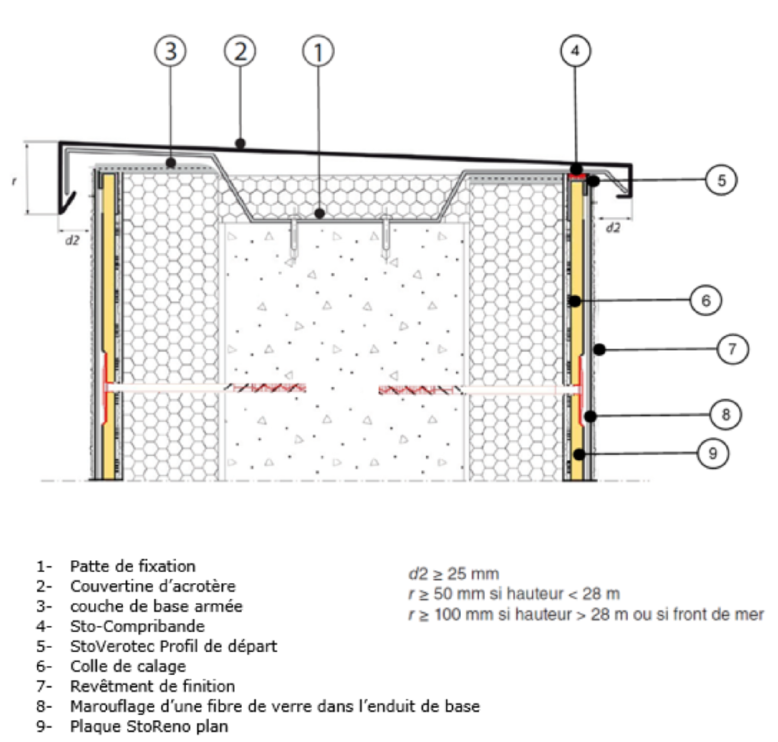 3 2 1 4
r
5
d2 d2
6
7
8
9
1- Patte de fixation
2- Couvertine d'acrotère
3- couche de base armée
4- Sto-Compribande
5- StoVerotec Profil de départ
6- Colle de calage
7- Revêtment de finition
8- Marouflage d'une fibre de verre dans l'enduit de base
9- Plaque StoReno plan
d2 ≥ 25 mm
r ≥ 50 mm si hauteur < 28 m
r ≥ 100 mm si hauteur > 28 m ou si front de mer